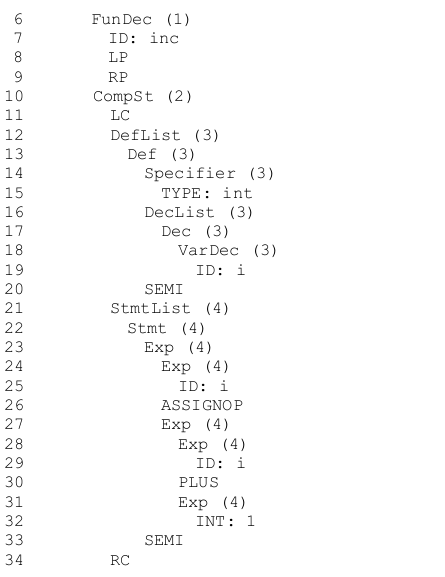 6 FunDec (1)
7 ID: inc
8 LP
9 RP
10 CompSt (2)
11 LC
12 DefList (3)
13 Def (3)
14 Specifier (3)
15 TYPE: int
16 DecList (3)
17 Dec (3)
18 VarDec (3)
19 ID: i
20 SEMI
21 StmtList (4)
22 Stmt (4)
23 Exp (4)
24 Exp (4)
25 ID: i
26 ASSIGNOP
27 Exp (4)
28 Exp (4)
29 ID: i
30 PLUS
31 Exp (4)
32 INT: 1
33 SEMI
34 RC